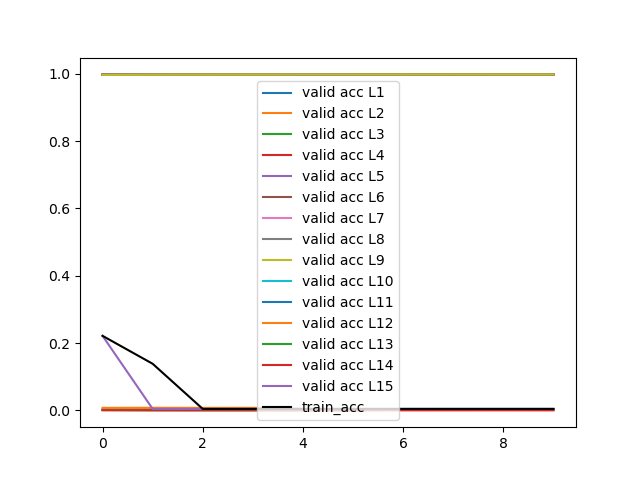 1.0
0.8
0.6
0.4
0.2
0.0
valid acc L1
valid acc L2
valid acc L3
valid acc L4
valid acc L5
valid acc L6
valid acc L7
valid acc L8
valid acc L9
valid acc L10
valid acc L11
valid acc L12
valid acc L13
valid acc L14
valid acc L15
train_acc
0 2 4 6 8